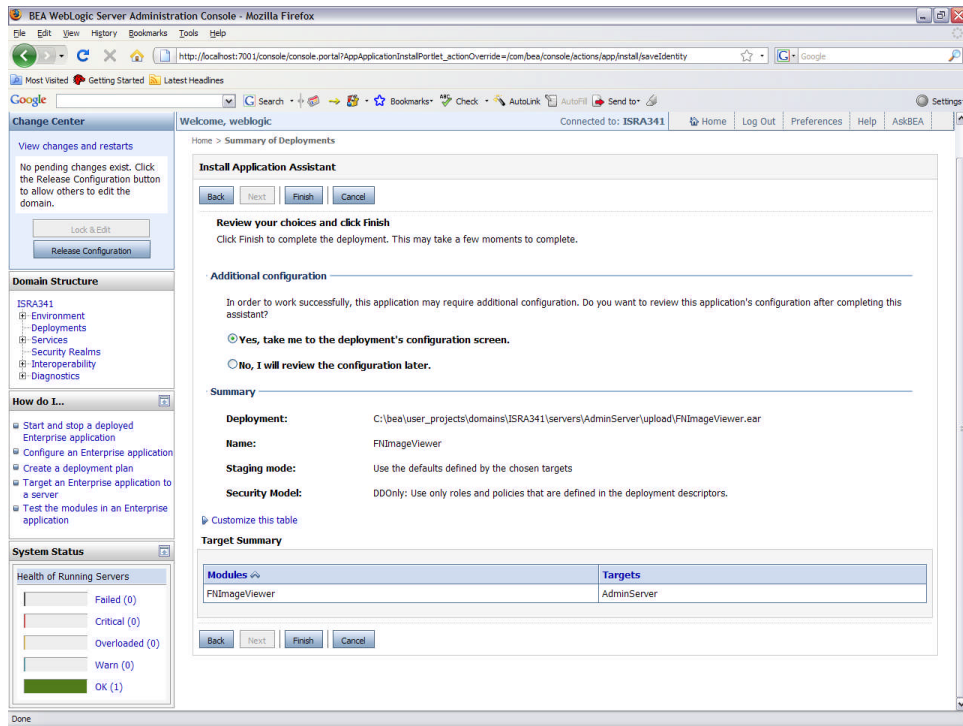 BEA WebLogic Server Administration Console - Mozilla Firefox
File Edit View History Bookmarks Tools Help
http://localhost:7001/console/console.portal?AppApplicationInstallPortlet_actionOverride=/com/bea/console/actions/app/install/saveIdentity
Google
Most Visited Getting Started Latest Headlines
Google Search Bookmarks Check AutoLink AutoFill Send to Settings
Change Center
View changes and restarts
No pending changes exist. Click
the Release Configuration button
to allow others to edit the
domain.
Lock & Edit
Release Configuration
Domain Structure
ISRA341
Environment
Deployments
Services
Security Realms
Interoperability
Diagnostics
How do I...
Start and stop a deployed
Enterprise application
Configure an Enterprise application
Create a deployment plan
Target an Enterprise application to
a server
Test the modules in an Enterprise
application
System Status
Health of Running Servers
Failed (0)
Critical (0)
Overloaded (0)
Warn (0)
OK (1)
Welcome, weblogic Connected to: ISRA341 Home Log Out Preferences Help AskBEA
Home > Summary of Deployments
Install Application Assistant
Back Next Finish Cancel
Review your choices and click Finish
Click Finish to complete the deployment. This may take a few moments to complete.
Additional configuration
In order to work successfully, this application may require additional configuration. Do you want to review this application's configuration after completing this
assistant?
Yes, take me to the deployment's configuration screen.
No, I will review the configuration later.
Summary
Deployment: C:\bea\user_projects\domains\ISRA341\servers\AdminServer\upload\FNImageViewer.ear
Name: FNImageViewer
Staging mode: Use the defaults defined by the chosen targets
Security Model: DDOnly: Use only roles and policies that are defined in the deployment descriptors.
Customize this table
Target Summary
Modules Targets
FNImageViewer AdminServer
Back Next Finish Cancel
Done